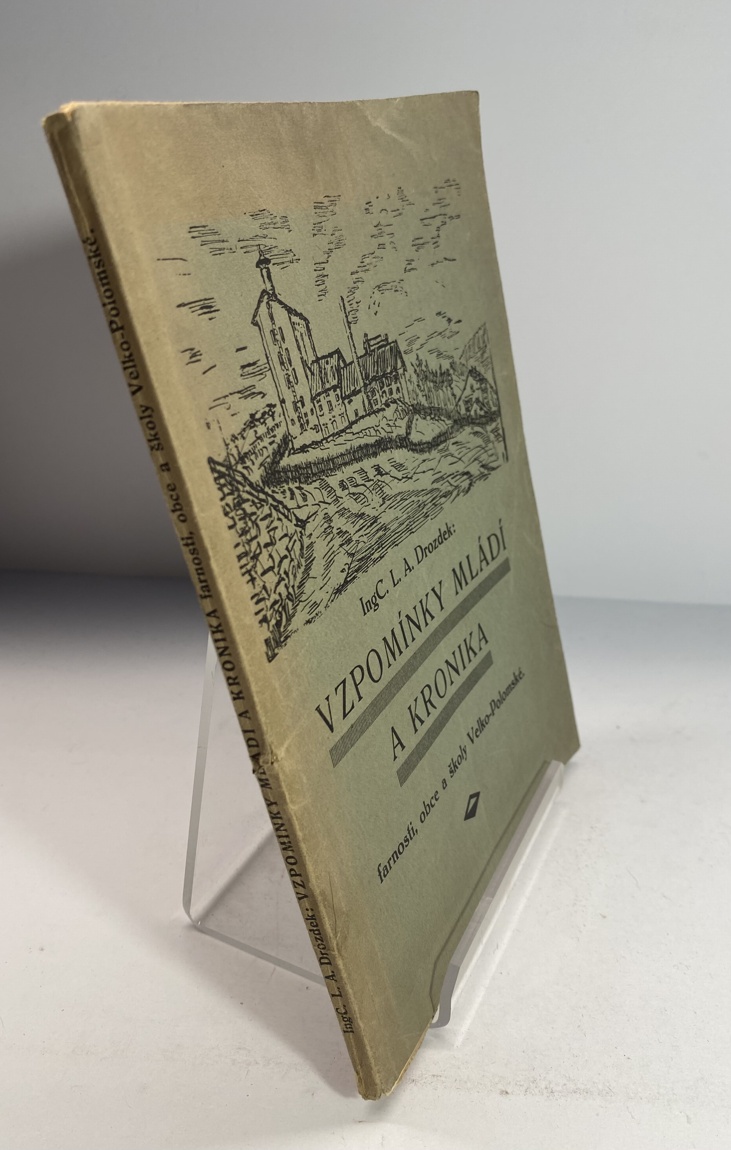 IngC. L. A. Drozdek:
VZPOMÍNKY MLÁDÍ
A KRONIKA
farnosti, obce a školy Velko-Polomské.
IngC. L. A. Drozdek: VZPOMÍNKY MLÁDÍ A KRONIKA farnosti, obce a školy Velko-Polomské.